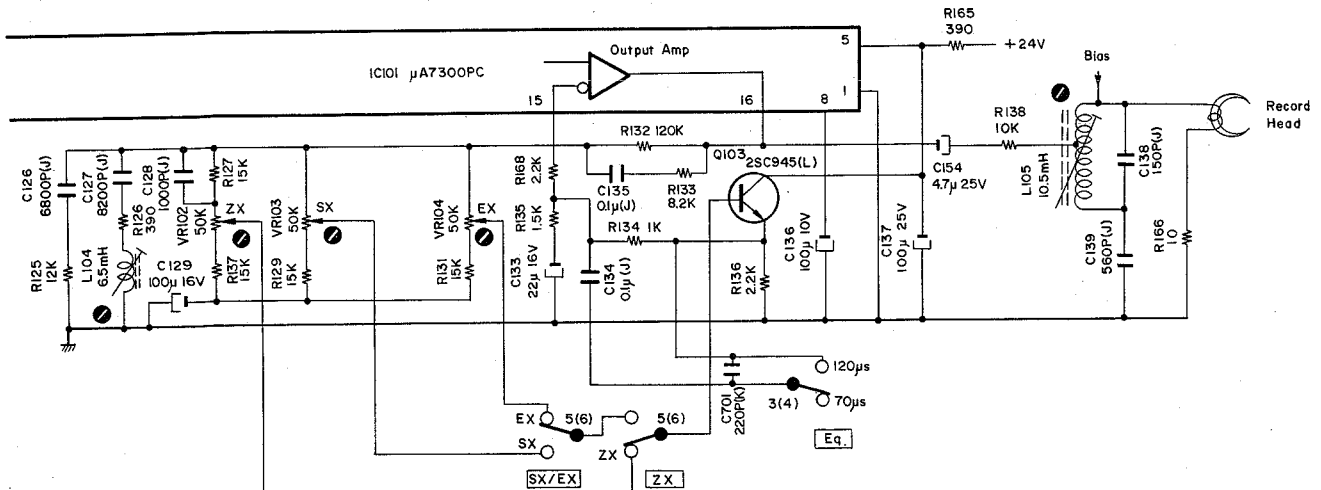 R165
390
+24V
5
Output Amp
IC101 μA7300PC
1
Bias
15
16
8
R138
10K
Record
Head
R132 120K
Q103
2SC945(L)
C126
6800P(J)
C127
8200P(J)
C128
1000P(J)
R127
15K
R168
2.2K
C135
0.1μ(J)
R133
8.2K
C154
4.7μ 25V
L105
10.5mH
C138
150P(J)
R126
390
VR102
50K
ZX
VR103
50K
SX
VR104
50K
EX
R135
1.5K
R134 1K
R125
12K
L104
6.5mH
C129
100μ 16V
R137
15K
R129
15K
R131
15K
C133
22μ 16V
C134
0.1μ(J)
R136
2.2K
C136
100μ 10V
C137
100μ 25V
C139
560P(J)
R166
10
C701
220P(K)
120μs
3(4)
70μs
Eq.
EX
5(6)
SX
5(6)
ZX
SX/EX
ZX